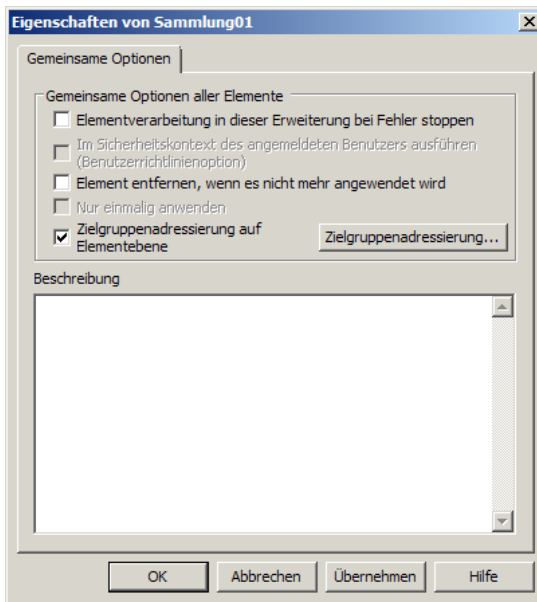 Eigenschaften von Sammlung01
Gemeinsame Optionen
Gemeinsame Optionen aller Elemente
Elementverarbeitung in dieser Erweiterung bei Fehler stoppen
Im Sicherheitskontext des angemeldeten Benutzers ausführen
(Benutzerrichtlinienoption)
Element entfernen, wenn es nicht mehr angewendet wird
Nur einmalig anwenden
Zielgruppenadressierung auf
Elementebene
Zielgruppenadressierung...
Beschreibung
OK
Abbrechen
Übernehmen
Hilfe